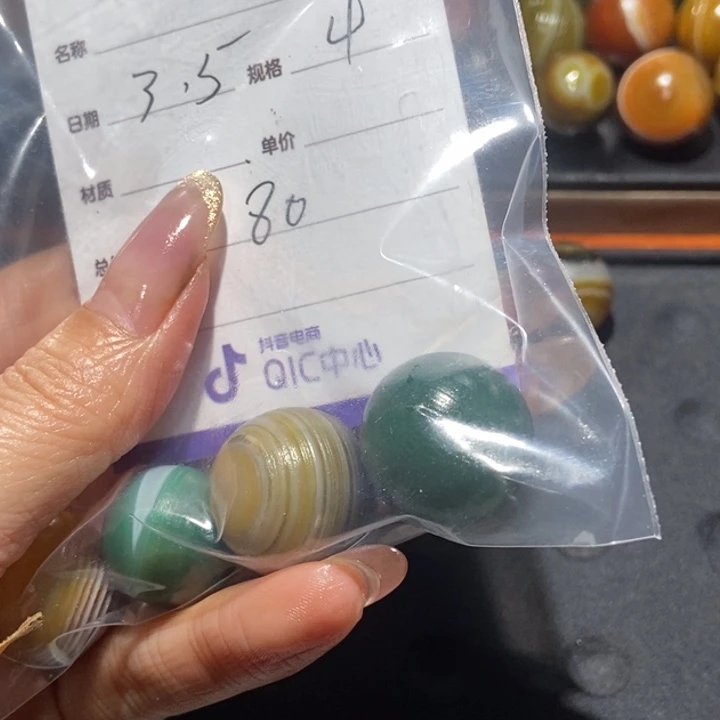 名称
4
日期 3.5 规格
材质 单价
80
总
抖音电商
QIC中心